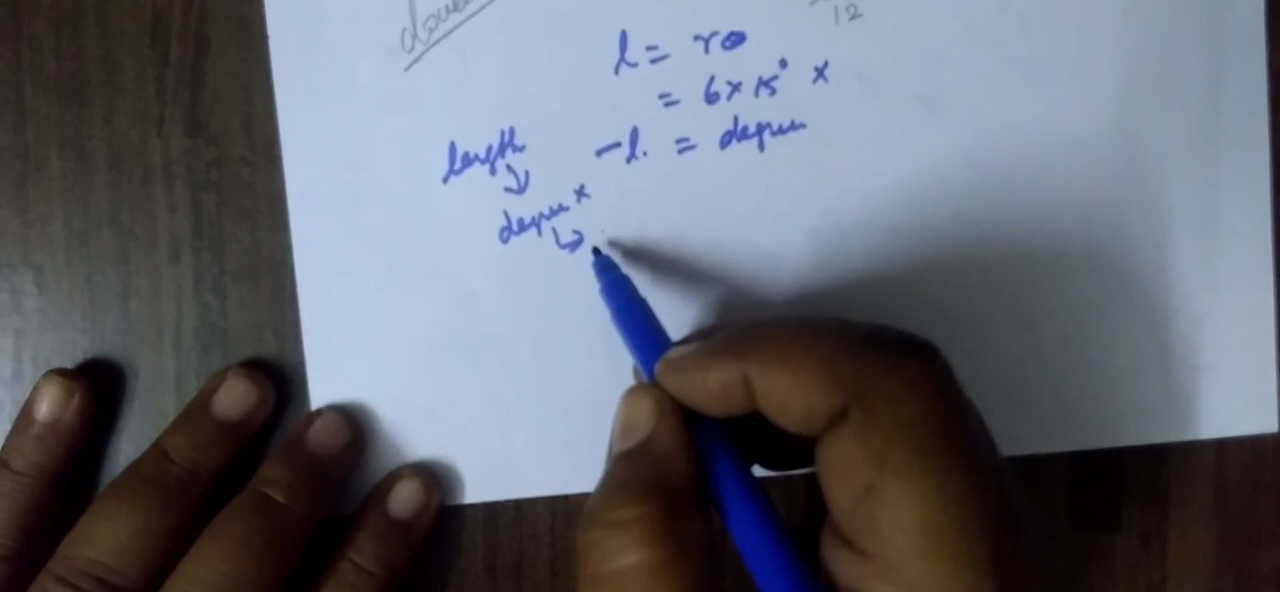 12
l = rθ
= 6 × 15° ×
length
- l. = degree
↓
degree ×
↳